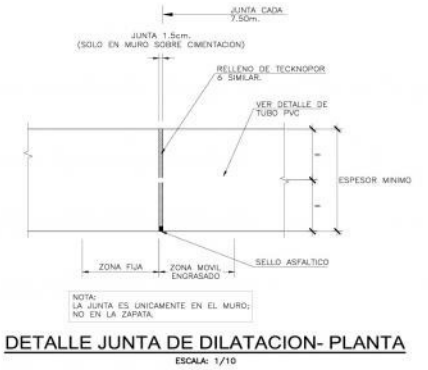 JUNTA CADA
7.50m.
JUNTA 1.5cm.
(SOLO EN MURO SOBRE CIMENTACION)
RELLENO DE TECKNOPOR
6 SIMILAR.
VER DETALLE DE
TUBO PVC
ESPESOR MINIMO
ZONA FIJA
ZONA MOVIL
ENGRASADO
SELLO ASFALTICO
NOTA:
LA JUNTA ES UNICAMENTE EN EL MURO;
NO EN LA ZAPATA.
DETALLE JUNTA DE DILATACION- PLANTA
ESCALA: 1/10